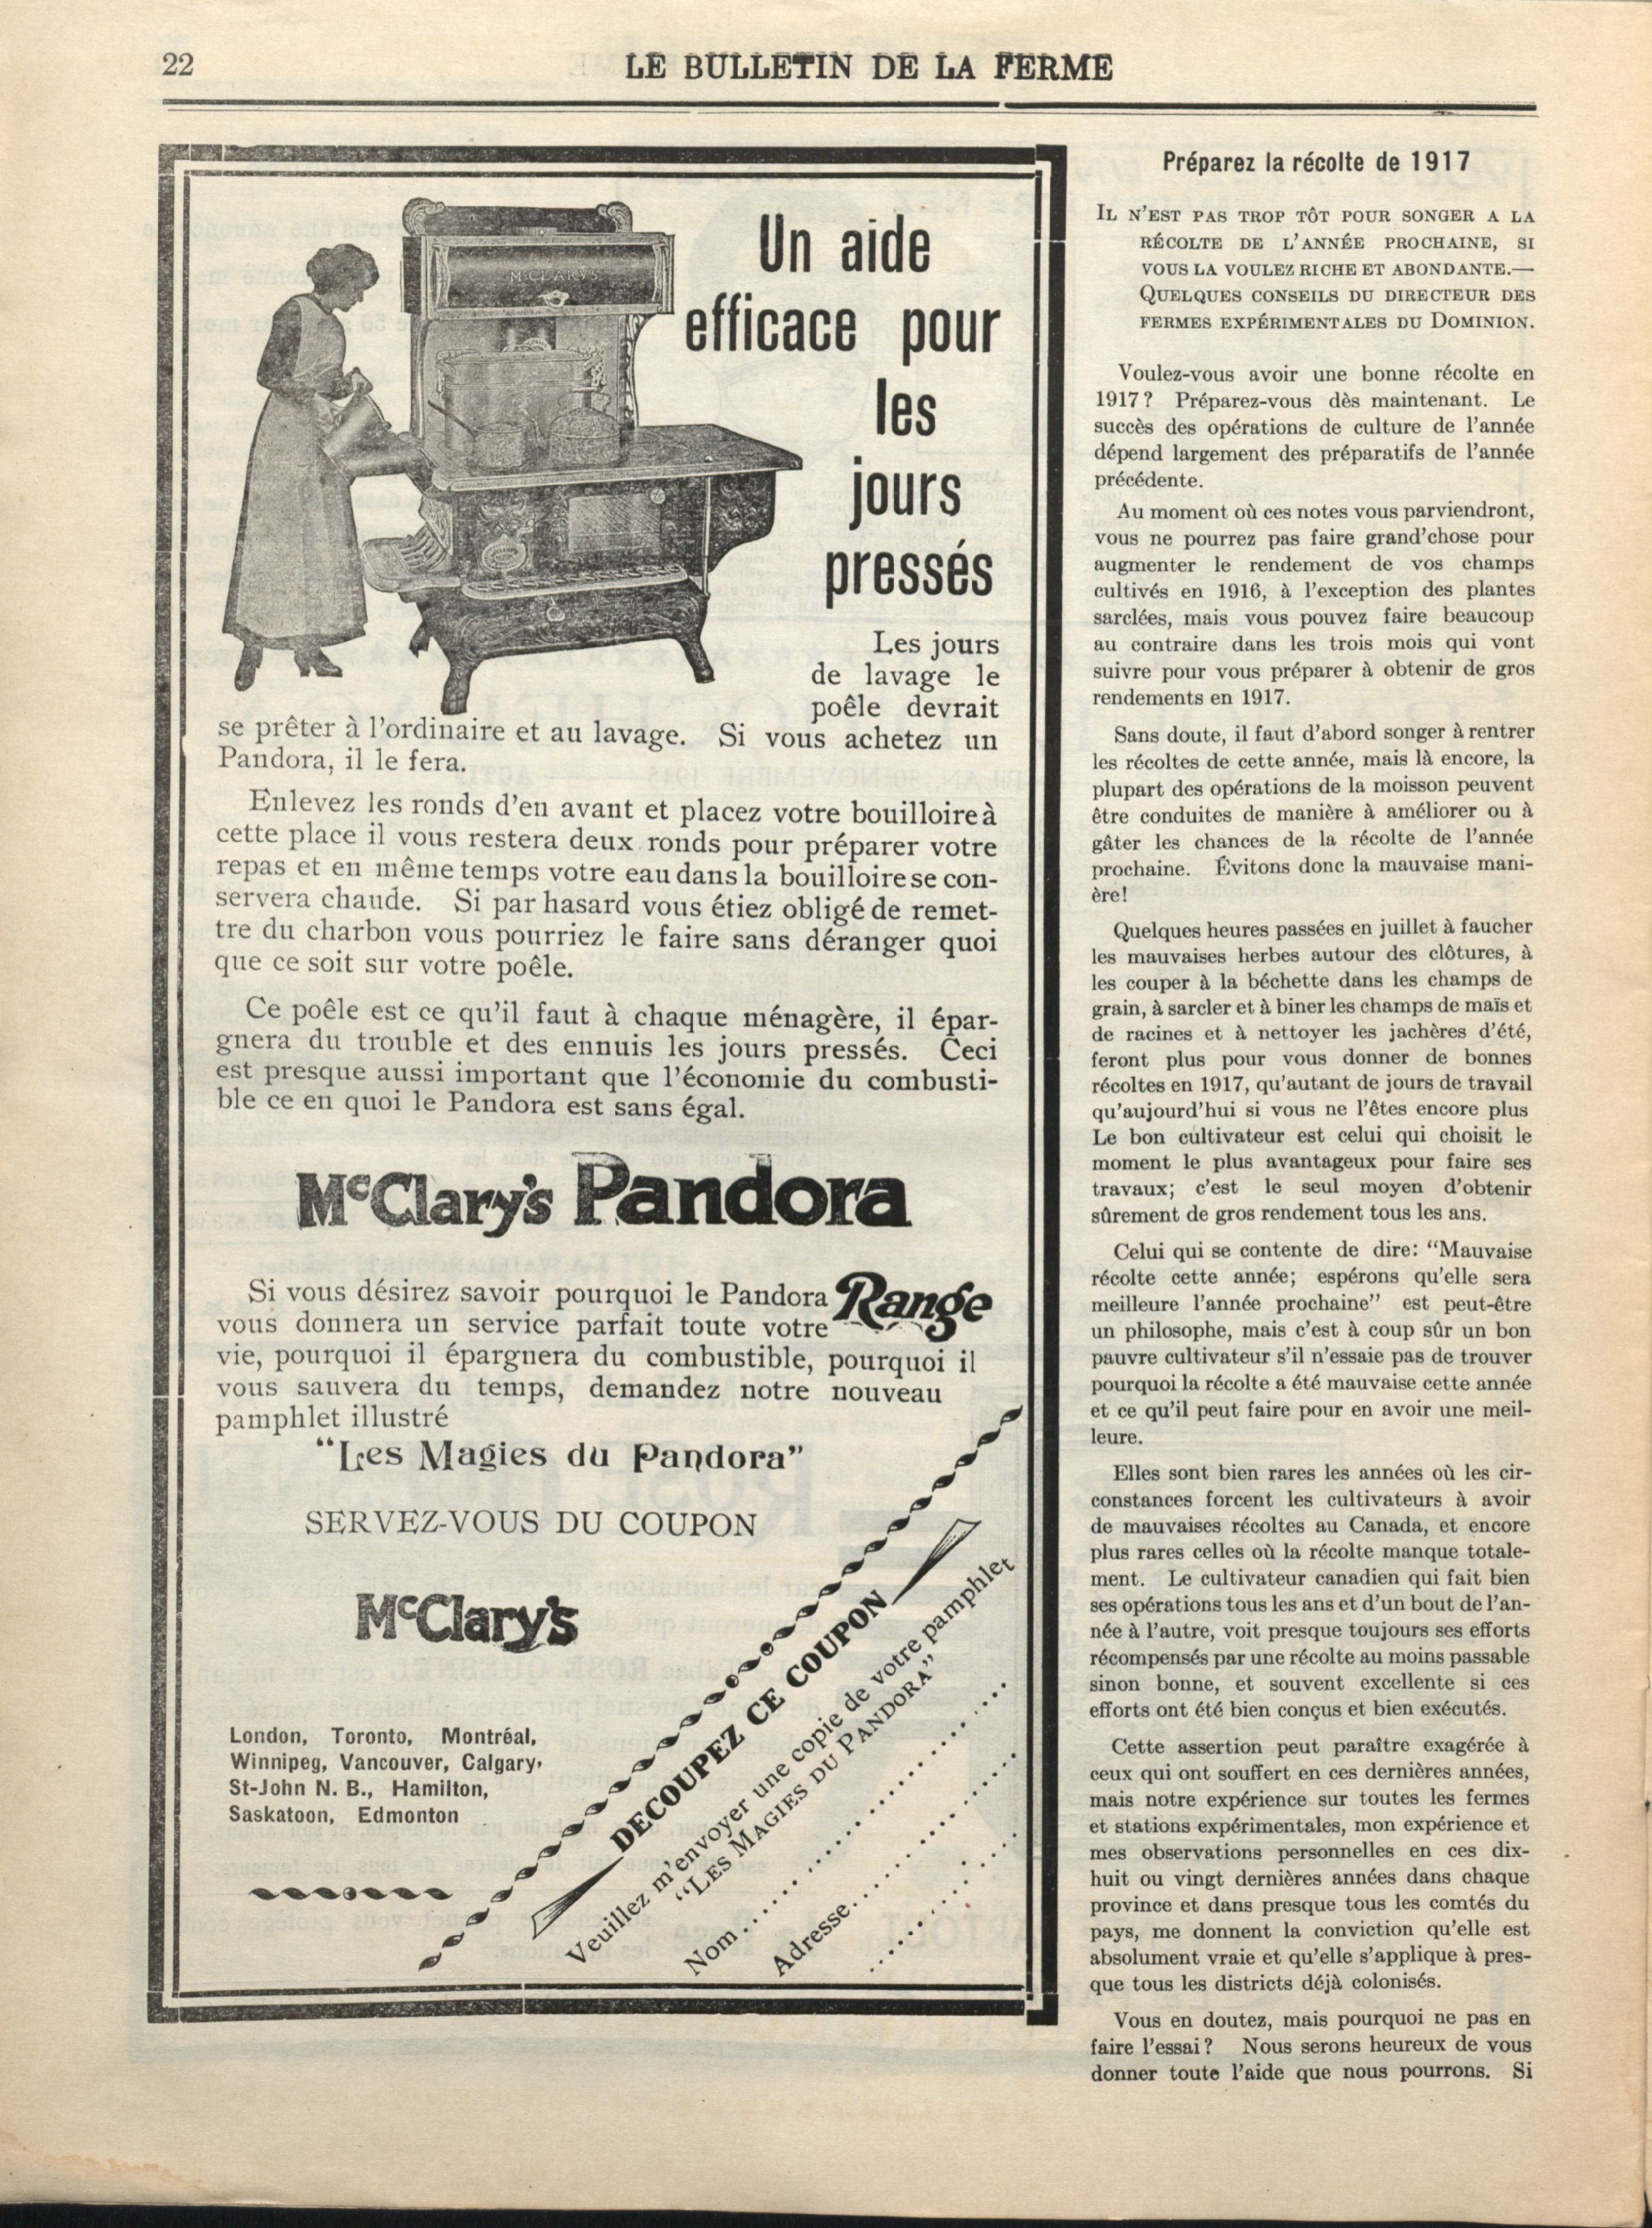 22
LE BULLETIN DE LA FERME
McCLARY'S
Un aide
efficace pour
les
jours
pressés
Les jours
de lavage le
poêle devrait
se prêter à l'ordinaire et au lavage. Si vous achetez un
Pandora, il le fera.
Enlevez les ronds d'en avant et placez votre bouilloire à
cette place il vous restera deux ronds pour préparer votre
repas et en même temps votre eau dans la bouilloire se con-
servera chaude. Si par hasard vous étiez obligé de remet-
tre du charbon vous pourriez le faire sans déranger quoi
que ce soit sur votre poêle.
Ce poêle est ce qu'il faut à chaque ménagère, il épar-
gnera du trouble et des ennuis les jours pressés. Ceci
est presque aussi important que l'économie du combusti-
ble ce en quoi le Pandora est sans égal.
McClary's Pandora
Range
Si vous désirez savoir pourquoi le Pandora
vous donnera un service parfait toute votre
vie, pourquoi il épargnera du combustible, pourquoi il
vous sauvera du temps, demandez notre nouveau
pamphlet illustré
"Les Magies du Pandora"
SERVEZ-VOUS DU COUPON
McClary's
London, Toronto, Montréal,
Winnipeg, Vancouver, Calgary,
St-John N. B., Hamilton,
Saskatoon, Edmonton
DECOUPEZ CE COUPON
Veuillez m'envoyer une copie de votre pamphlet
"LES MAGIES DU PANDORA"
Nom
Adresse
Préparez la récolte de 1917
IL N'EST PAS TROP TÔT POUR SONGER A LA
RÉCOLTE DE L'ANNÉE PROCHAINE, SI
VOUS LA VOULEZ RICHE ET ABONDANTE.—
QUELQUES CONSEILS DU DIRECTEUR DES
FERMES EXPÉRIMENTALES DU DOMINION.
Voulez-vous avoir une bonne récolte en
1917? Préparez-vous dès maintenant. Le
succès des opérations de culture de l'année
dépend largement des préparatifs de l'année
précédente.
Au moment où ces notes vous parviendront,
vous ne pourrez pas faire grand'chose pour
augmenter le rendement de vos champs
cultivés en 1916, à l'exception des plantes
sarclées, mais vous pouvez faire beaucoup
au contraire dans les trois mois qui vont
suivre pour vous préparer à obtenir de gros
rendements en 1917.
Sans doute, il faut d'abord songer à rentrer
les récoltes de cette année, mais là encore, la
plupart des opérations de la moisson peuvent
être conduites de manière à améliorer ou à
gâter les chances de la récolte de l'année
prochaine. Évitons donc la mauvaise mani-
ère!
Quelques heures passées en juillet à faucher
les mauvaises herbes autour des clôtures, à
les couper à la béchette dans les champs de
grain, à sarcler et à biner les champs de maïs et
de racines et à nettoyer les jachères d'été,
feront plus pour vous donner de bonnes
récoltes en 1917, qu'autant de jours de travail
qu'aujourd'hui si vous ne l'êtes encore plus
Le bon cultivateur est celui qui choisit le
moment le plus avantageux pour faire ses
travaux; c'est le seul moyen d'obtenir
sûrement de gros rendement tous les ans.
Celui qui se contente de dire: "Mauvaise
récolte cette année; espérons qu'elle sera
meilleure l'année prochaine" est peut-être
un philosophe, mais c'est à coup sûr un bon
pauvre cultivateur s'il n'essaie pas de trouver
pourquoi la récolte a été mauvaise cette année
et ce qu'il peut faire pour en avoir une meil-
leure.
Elles sont bien rares les années où les cir-
constances forcent les cultivateurs à avoir
de mauvaises récoltes au Canada, et encore
plus rares celles où la récolte manque totale-
ment. Le cultivateur canadien qui fait bien
ses opérations tous les ans et d'un bout de l'an-
née à l'autre, voit presque toujours ses efforts
récompensés par une récolte au moins passable
sinon bonne, et souvent excellente si ces
efforts ont été bien conçus et bien exécutés.
Cette assertion peut paraître exagérée à
ceux qui ont souffert en ces dernières années,
mais notre expérience sur toutes les fermes
et stations expérimentales, mon expérience et
mes observations personnelles en ces dix-
huit ou vingt dernières années dans chaque
province et dans presque tous les comtés du
pays, me donnent la conviction qu'elle est
absolument vraie et qu'elle s'applique à pres-
que tous les districts déjà colonisés.
Vous en doutez, mais pourquoi ne pas en
faire l'essai? Nous serons heureux de vous
donner toute l'aide que nous pourrons. Si